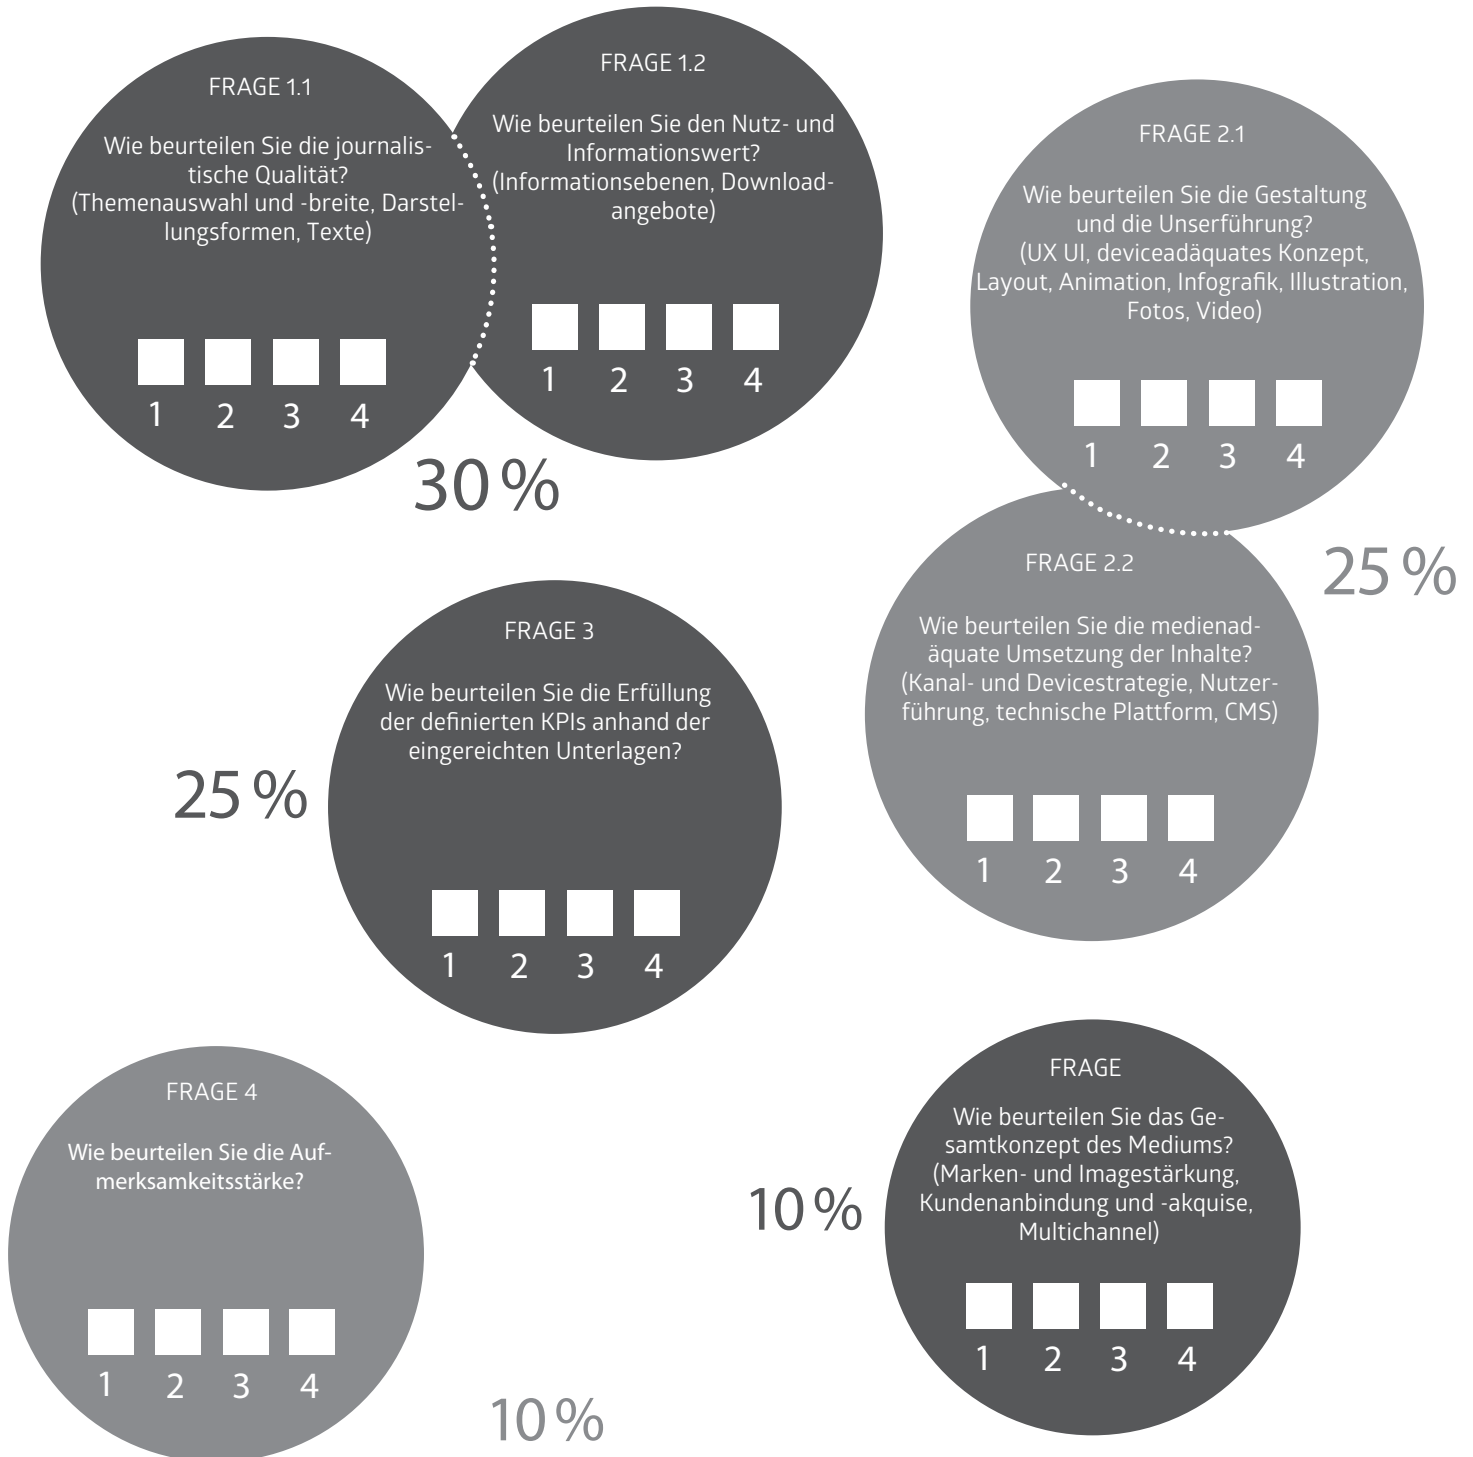 FRAGE 1.1
Wie beurteilen Sie die journalis-
tische Qualität?
(Themenauswahl und -breite, Darstel-
lungsformen, Texte)
1 2 3 4
FRAGE 1.2
Wie beurteilen Sie den Nutz- und
Informationswert?
(Informationsebenen, Download-
angebote)
1 2 3 4
30 %
FRAGE 2.1
Wie beurteilen Sie die Gestaltung
und die Unserführung?
(UX UI, deviceadäquates Konzept,
Layout, Animation, Infografik, Illustration,
Fotos, Video)
1 2 3 4
FRAGE 2.2
Wie beurteilen Sie die medienad-
äquate Umsetzung der Inhalte?
(Kanal- und Devicestrategie, Nutzer-
führung, technische Plattform, CMS)
1 2 3 4
25 %
FRAGE 3
Wie beurteilen Sie die Erfüllung
der definierten KPIs anhand der
eingereichten Unterlagen?
1 2 3 4
25 %
FRAGE 4
Wie beurteilen Sie die Auf-
merksamkeitsstärke?
1 2 3 4
10 %
FRAGE
Wie beurteilen Sie das Ge-
samtkonzept des Mediums?
(Marken- und Imagestärkung,
Kundenanbindung und -akquise,
Multichannel)
1 2 3 4
10 %